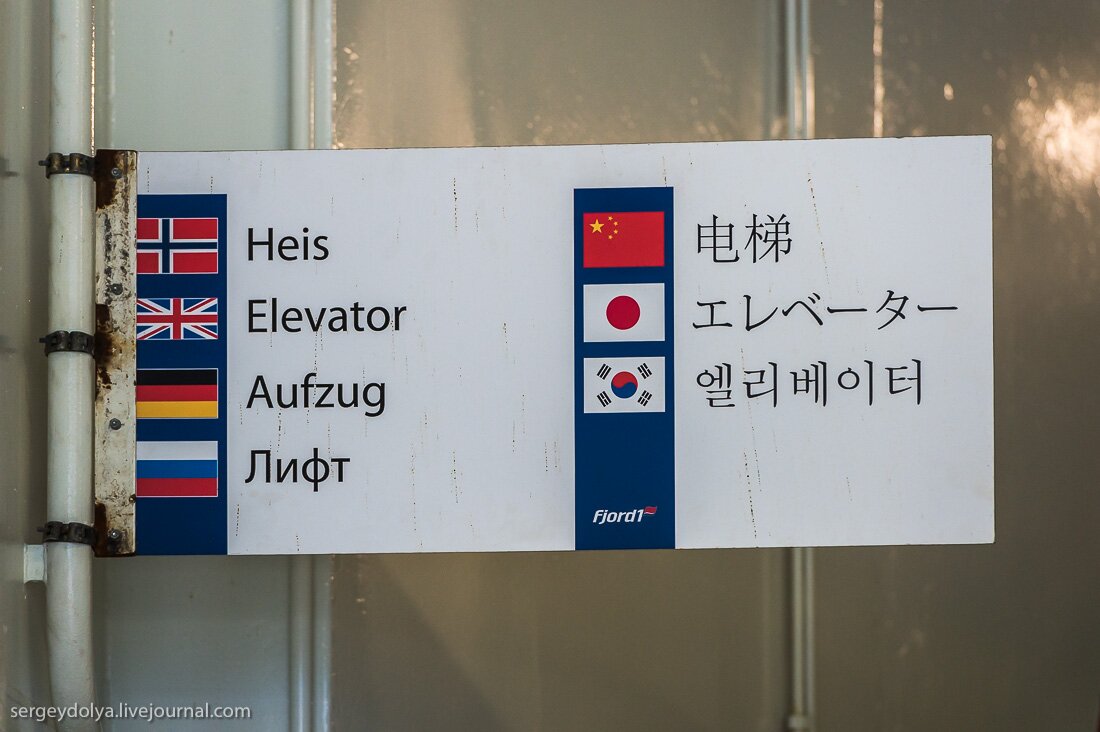 Heis
Elevator
Aufzug
Лифт
电梯
エレベーター
엘리베이터
fjord1
sergeydolya.livejournal.com